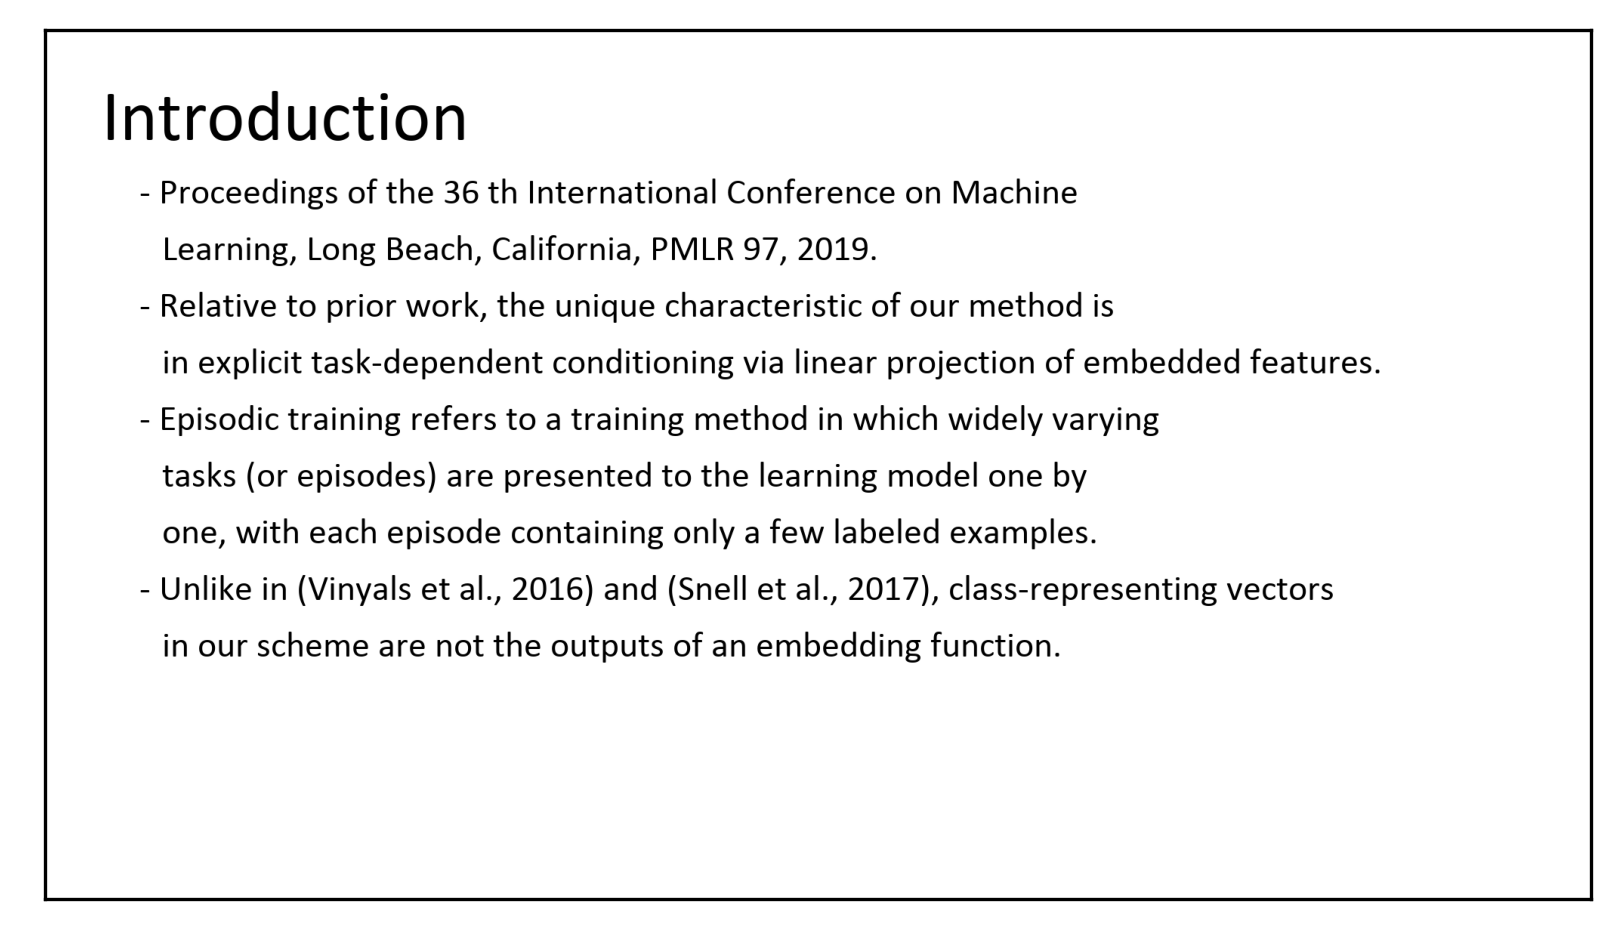 Introduction
- Proceedings of the 36 th International Conference on Machine
Learning, Long Beach, California, PMLR 97, 2019.
- Relative to prior work, the unique characteristic of our method is
in explicit task-dependent conditioning via linear projection of embedded features.
- Episodic training refers to a training method in which widely varying
tasks (or episodes) are presented to the learning model one by
one, with each episode containing only a few labeled examples.
- Unlike in (Vinyals et al., 2016) and (Snell et al., 2017), class-representing vectors
in our scheme are not the outputs of an embedding function.